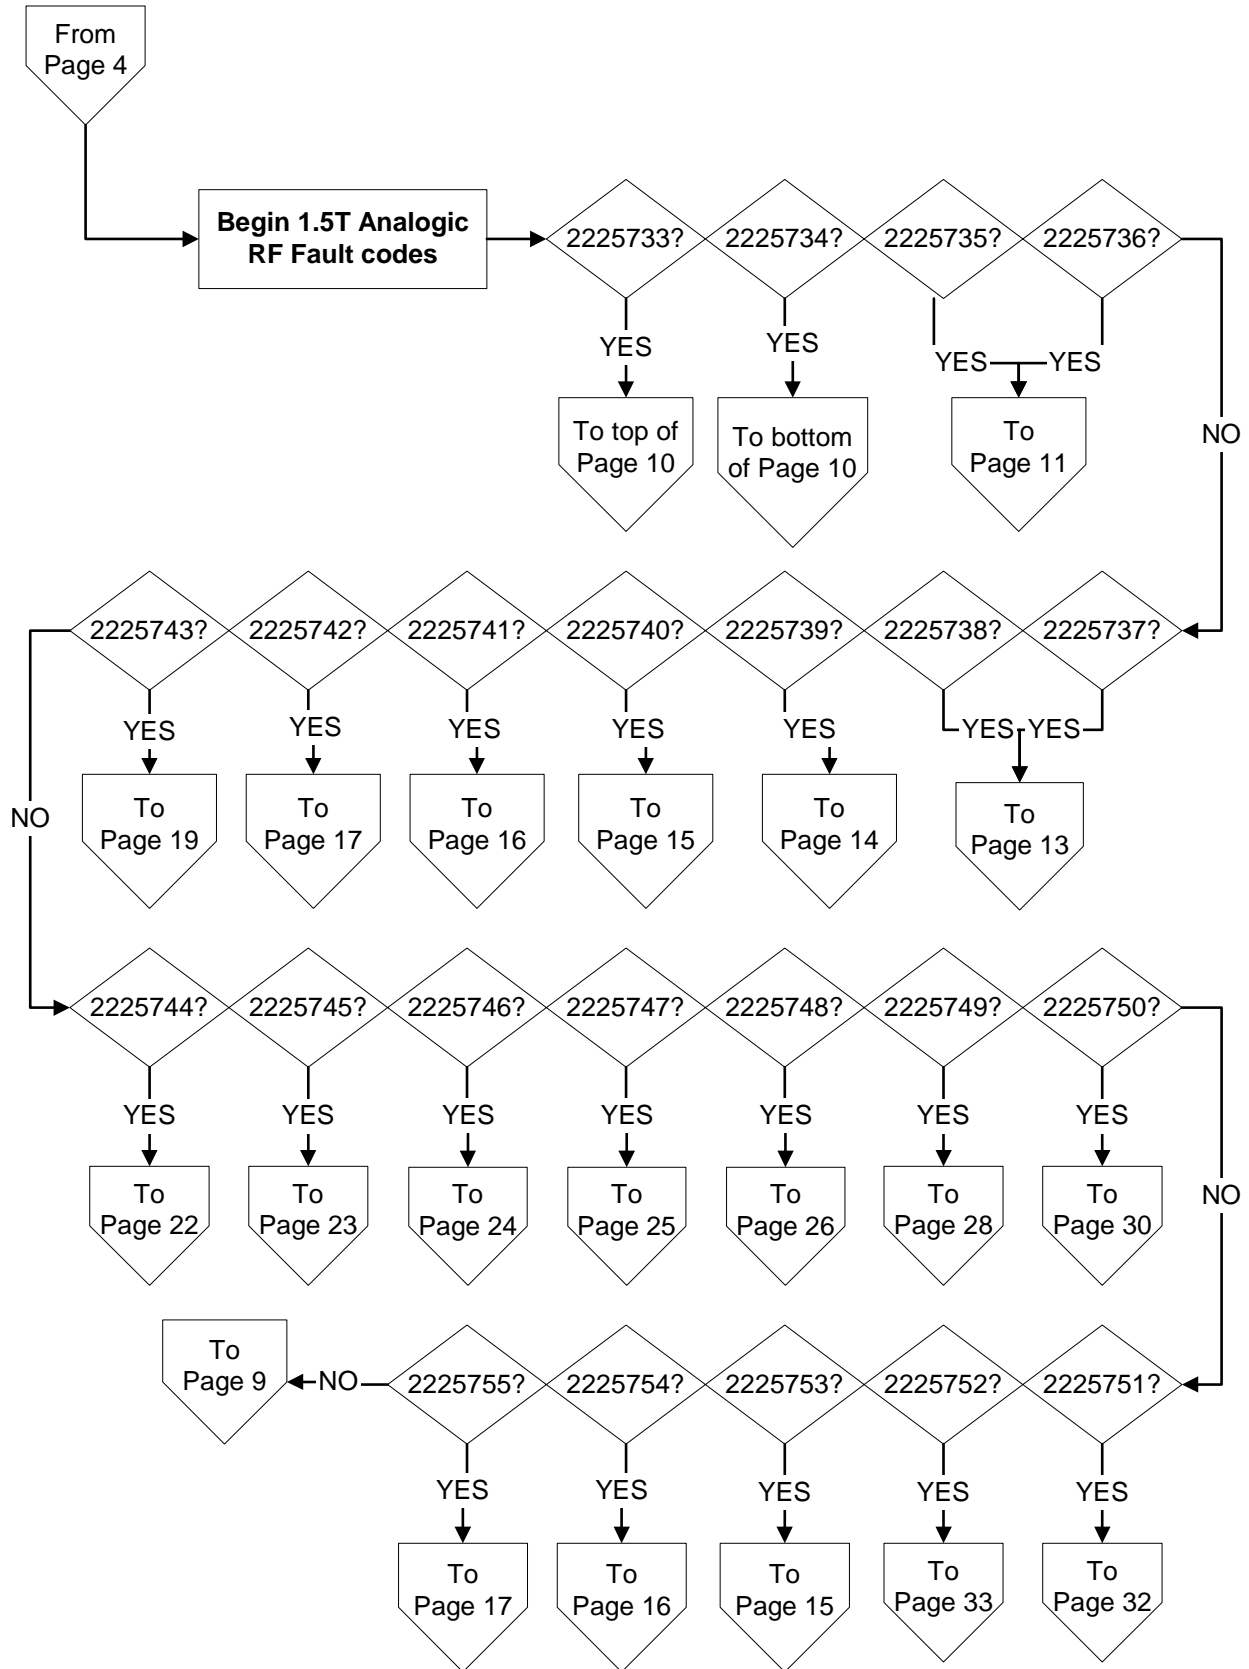 From
Page 4
Begin 1.5T Analogic
RF Fault codes
2225733?
2225734?
2225735?
2225736?
YES
YES
YES
YES
NO
To top of
Page 10
To bottom
of Page 10
To
Page 11
2225743?
2225742?
2225741?
2225740?
2225739?
2225738?
2225737?
YES
YES
YES
YES
YES
YES
YES
NO
To
Page 19
To
Page 17
To
Page 16
To
Page 15
To
Page 14
To
Page 13
2225744?
2225745?
2225746?
2225747?
2225748?
2225749?
2225750?
YES
YES
YES
YES
YES
YES
YES
NO
To
Page 22
To
Page 23
To
Page 24
To
Page 25
To
Page 26
To
Page 28
To
Page 30
To
Page 9
NO
2225755?
2225754?
2225753?
2225752?
2225751?
YES
YES
YES
YES
YES
To
Page 17
To
Page 16
To
Page 15
To
Page 33
To
Page 32